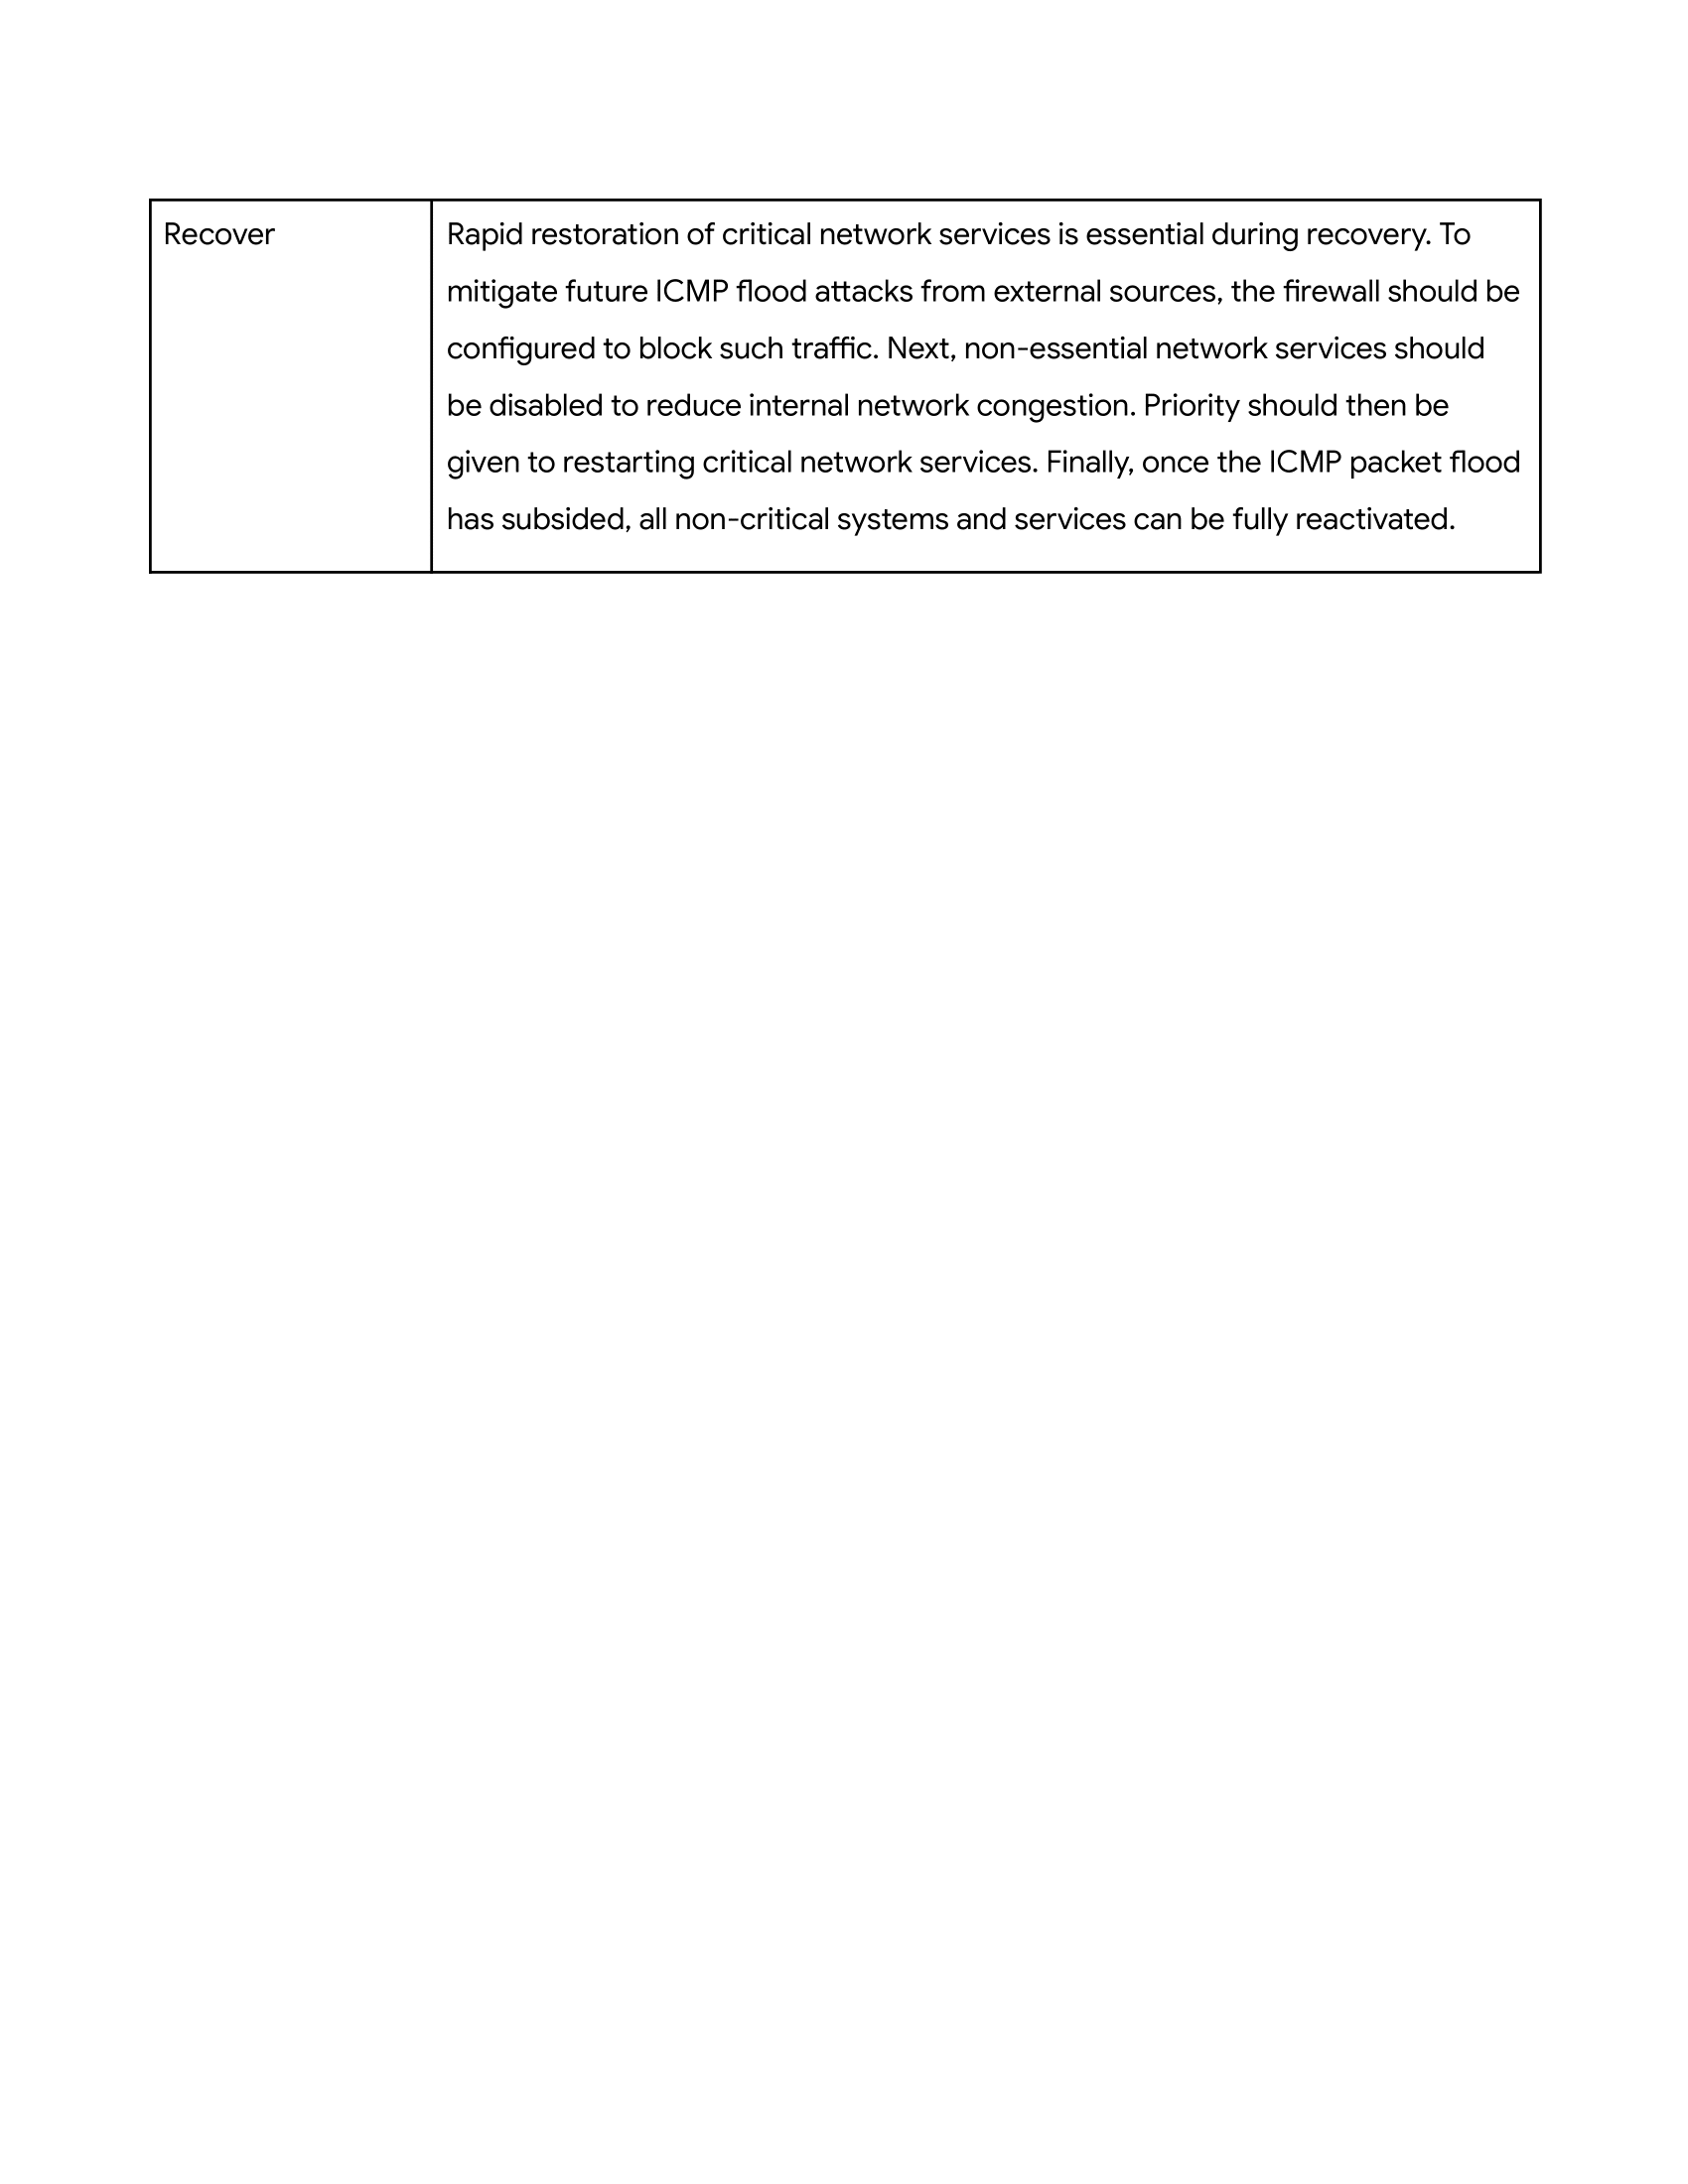 Recover
Rapid restoration of critical network services is essential during recovery. To
mitigate future ICMP flood attacks from external sources, the firewall should be
configured to block such traffic. Next, non-essential network services should
be disabled to reduce internal network congestion. Priority should then be
given to restarting critical network services. Finally, once the ICMP packet flood
has subsided, all non-critical systems and services can be fully reactivated.